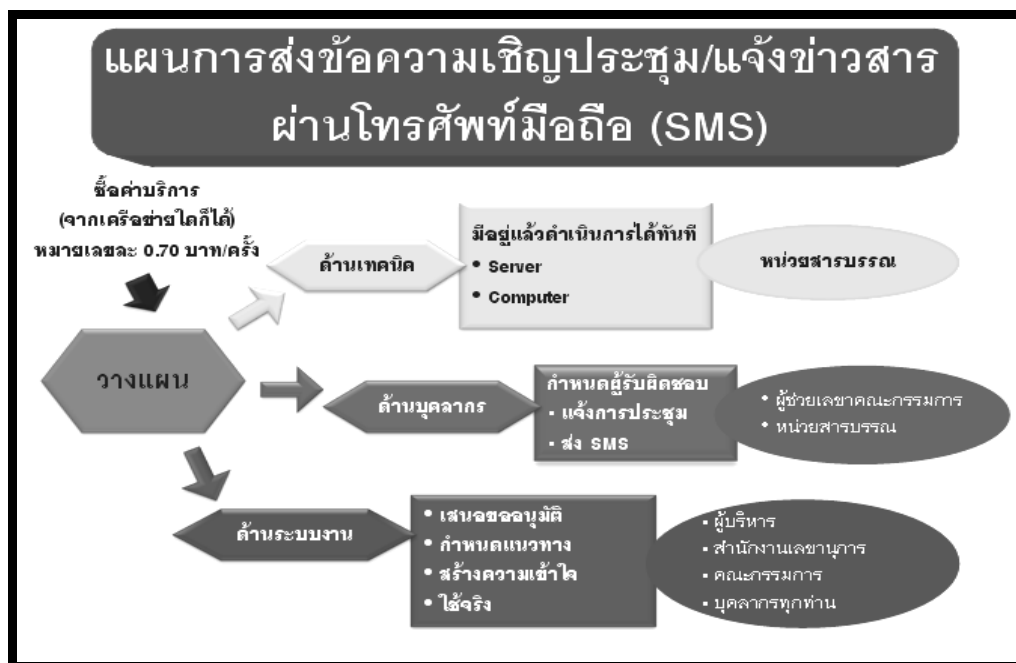 แผนการส่งข้อความเชิญประชุม/แจ้งข่าวสาร
ผ่านโทรศัพท์มือถือ (SMS)
ซื้อค่าบริการ
(จากเครือข่ายใดก็ได้)
หมายเลขละ 0.70 บาท/ครั้ง
วางแผน
ด้านเทคนิค
มีอยู่แล้วดำเนินการได้ทันที
• Server
• Computer
หน่วยสารบรรณ
ด้านบุคลากร
กำหนดผู้รับผิดชอบ
- แจ้งการประชุม
- ส่ง SMS
• ผู้ช่วยเลขาคณะกรรมการ
• หน่วยสารบรรณ
ด้านระบบงาน
• เสนอขออนุมัติ
• กำหนดแนวทาง
• สร้างความเข้าใจ
• ใช้จริง
▪ ผู้บริหาร
▪ สำนักงานเลขานุการ
▪ คณะกรรมการ
▪ บุคลากรทุกท่าน